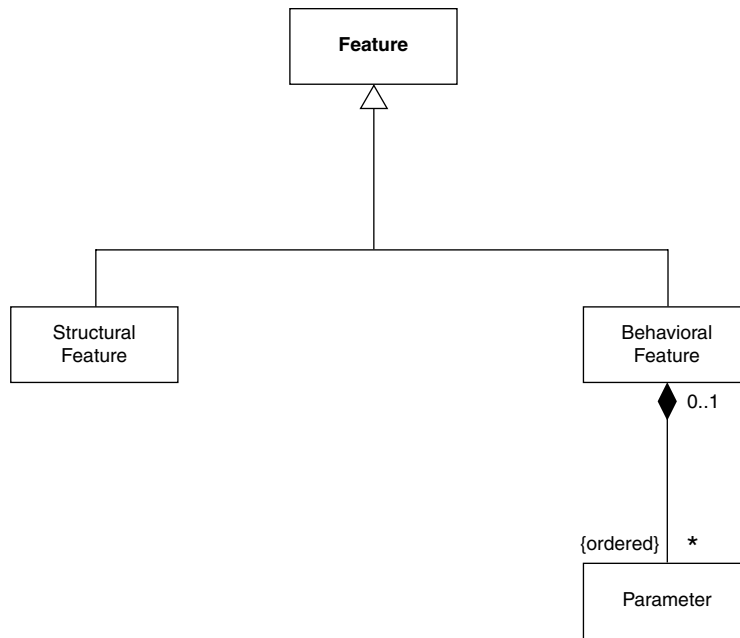 Feature
Structural
Feature
Behavioral
Feature
0..1
{ordered} *
Parameter